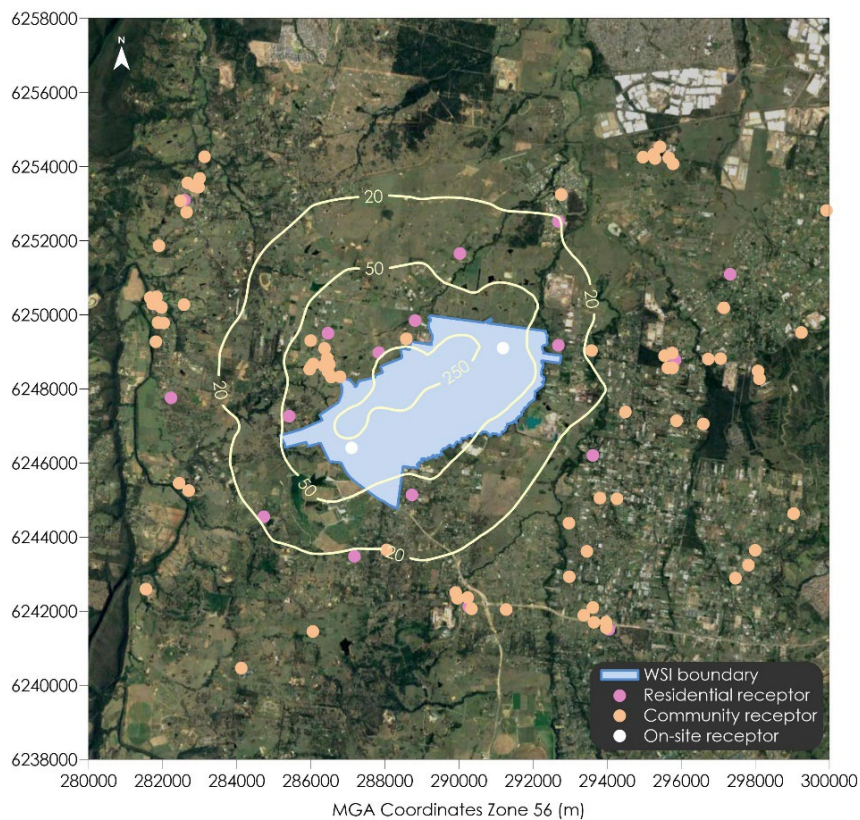 6258000
6256000
6254000
6252000
6250000
6248000
6246000
6244000
6242000
6240000
6238000
N
20
50
20
20
250
50
20
WSI boundary
Residential receptor
Community receptor
On-site receptor
280000 282000 284000 286000 288000 290000 292000 294000 296000 298000 300000
MGA Coordinates Zone 56 (m)